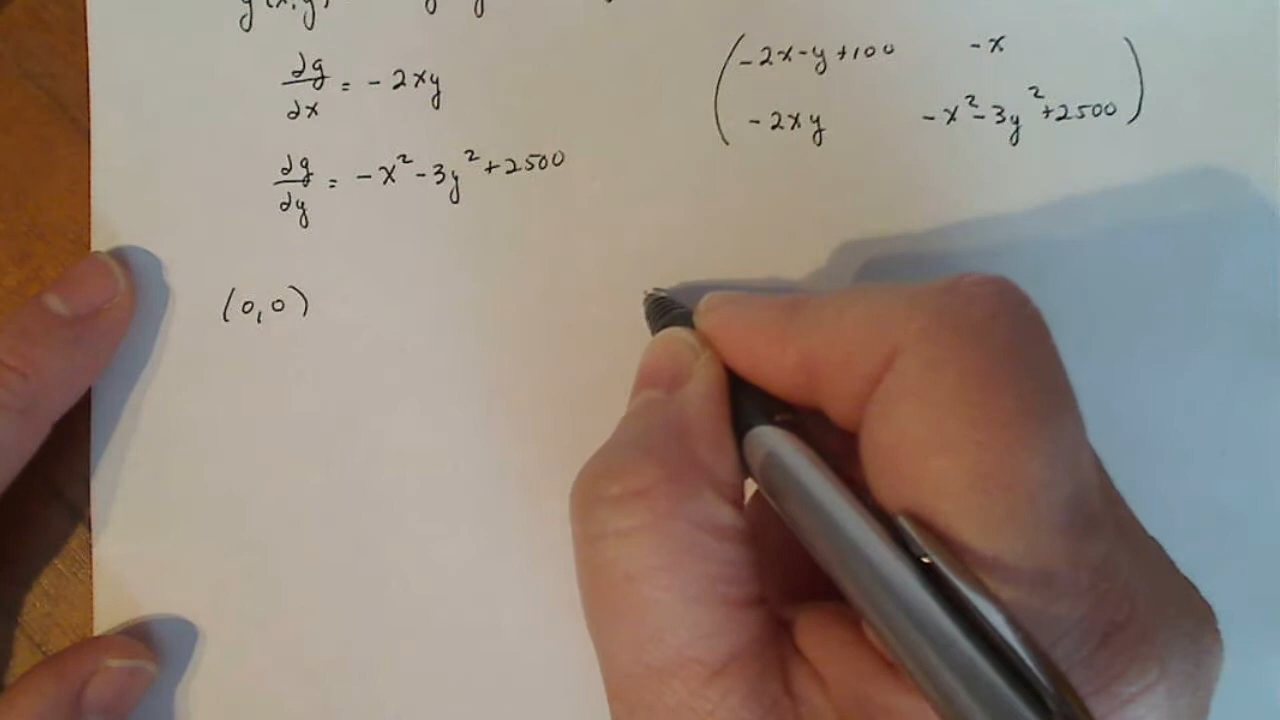 ∂g/∂x = -2xy
∂g/∂y = -x² - 3y² + 2500
( -2x-y+100   -x
-2xy   -x²-3y²+2500 )
(0,0)